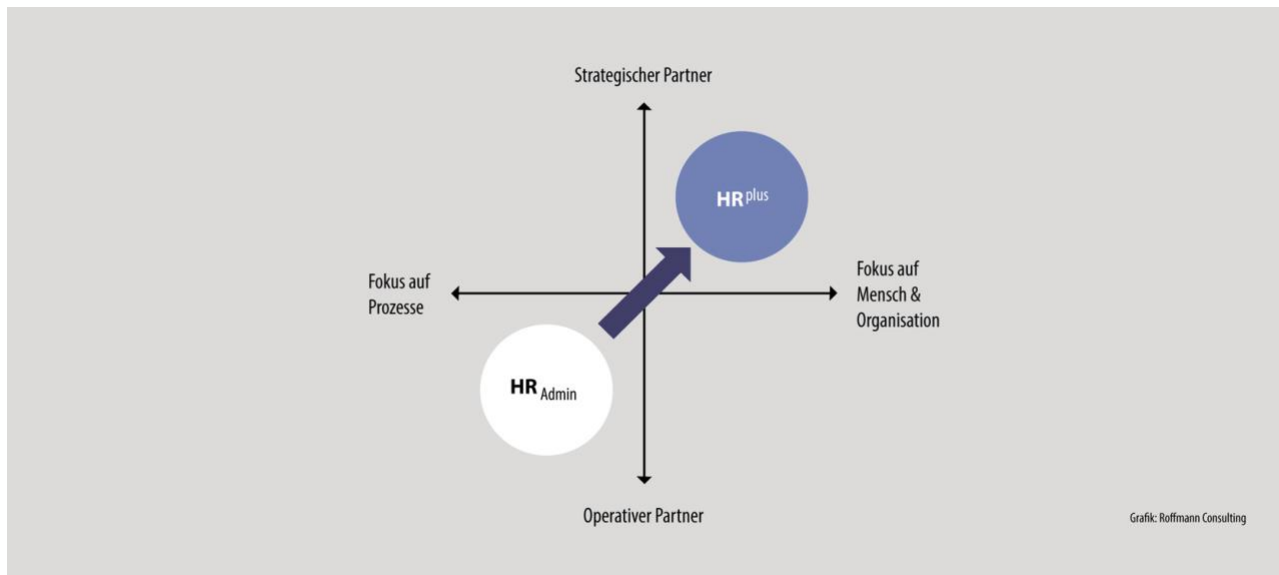 Strategischer Partner
HR plus
Fokus auf
Prozesse
Fokus auf
Mensch &
Organisation
HR Admin
Operativer Partner
Grafik: Roffmann Consulting